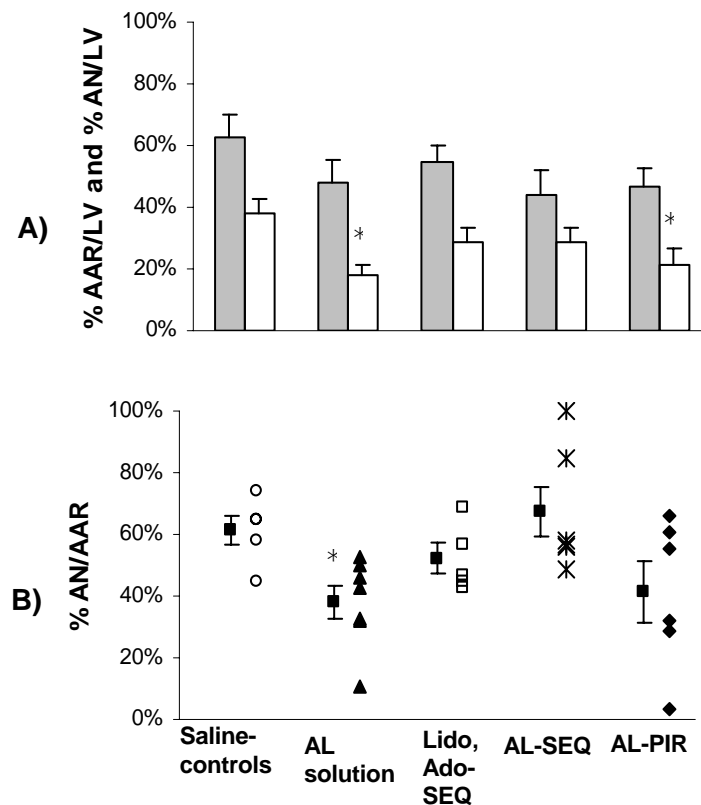 100%
80%
60%
40%
20%
0%
% AAR/LV and % AN/LV
A)
*
*
100%
80%
60%
40%
20%
0%
% AN/AAR
B)
*
Saline-
controls
AL
solution
Lido,
Ado-
SEQ
AL-SEQ
AL-PIR